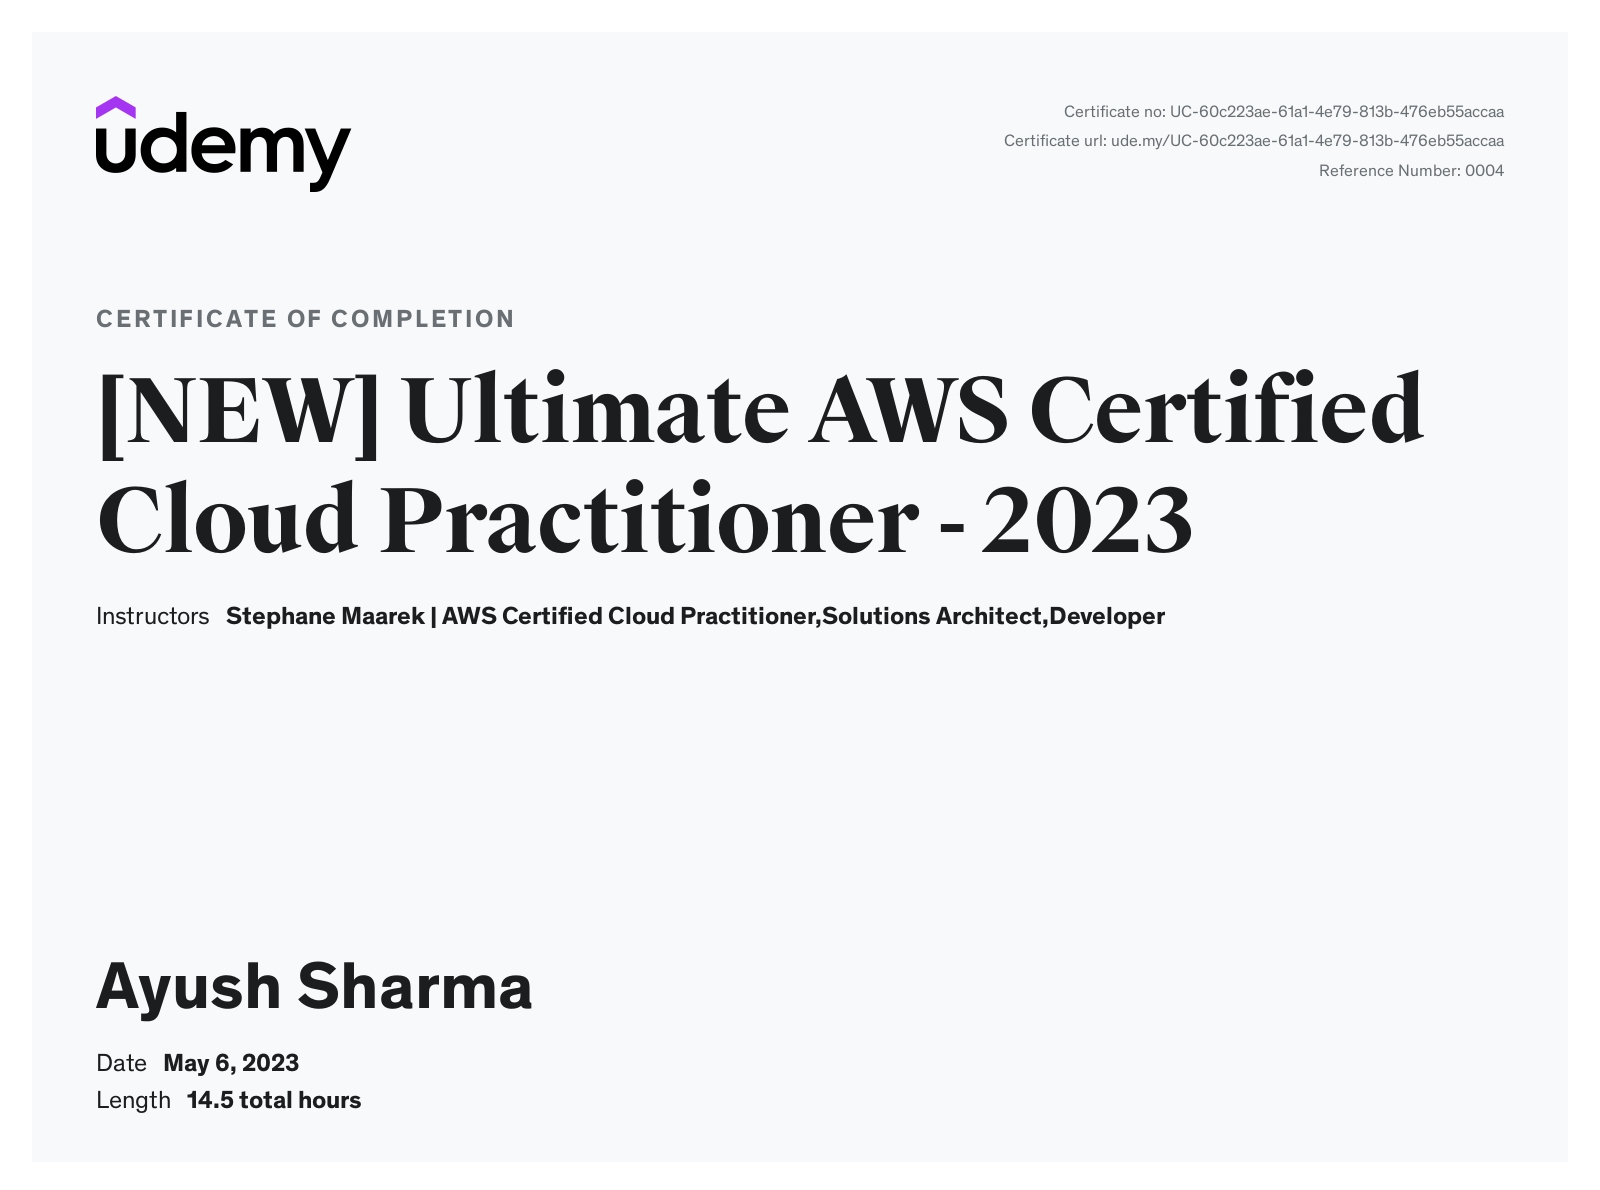 udemy
Certificate no: UC-60c223ae-61a1-4e79-813b-476eb55accaa
Certificate url: ude.my/UC-60c223ae-61a1-4e79-813b-476eb55accaa
Reference Number: 0004
CERTIFICATE OF COMPLETION
[NEW] Ultimate AWS Certified
Cloud Practitioner - 2023
Instructors Stephane Maarek | AWS Certified Cloud Practitioner,Solutions Architect,Developer
Ayush Sharma
Date May 6, 2023
Length 14.5 total hours